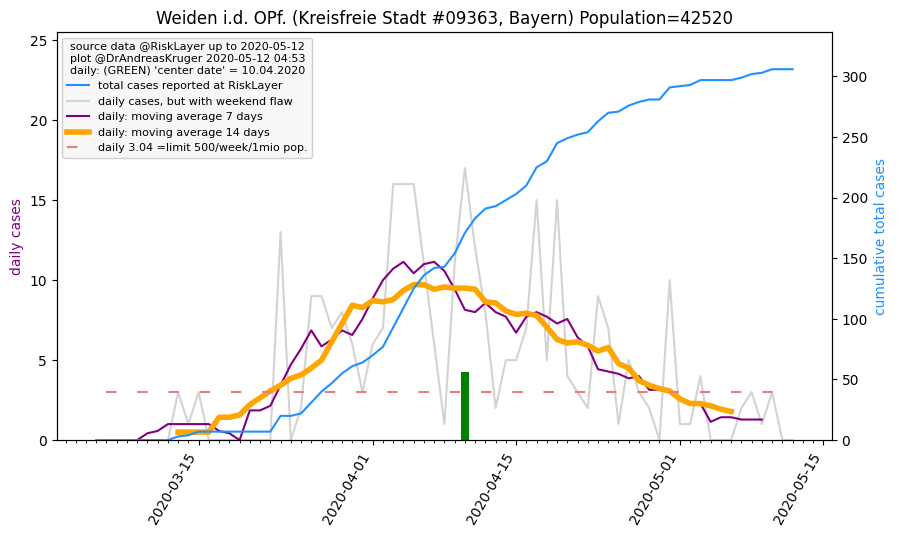 Weiden i.d. OPf. (Kreisfreie Stadt #09363, Bayern) Population=42520
source data @RiskLayer up to 2020-05-12
plot @DrAndreasKruger 2020-05-12 04:53
daily: (GREEN) 'center date' = 10.04.2020
total cases reported at RiskLayer
daily cases, but with weekend flaw
daily: moving average 7 days
daily: moving average 14 days
daily 3.04 =limit 500/week/1mio pop.
daily cases
25
20
15
10
5
0
cumulative total cases
300
250
200
150
100
50
0
2020-03-15
2020-04-01
2020-04-15
2020-05-01
2020-05-15